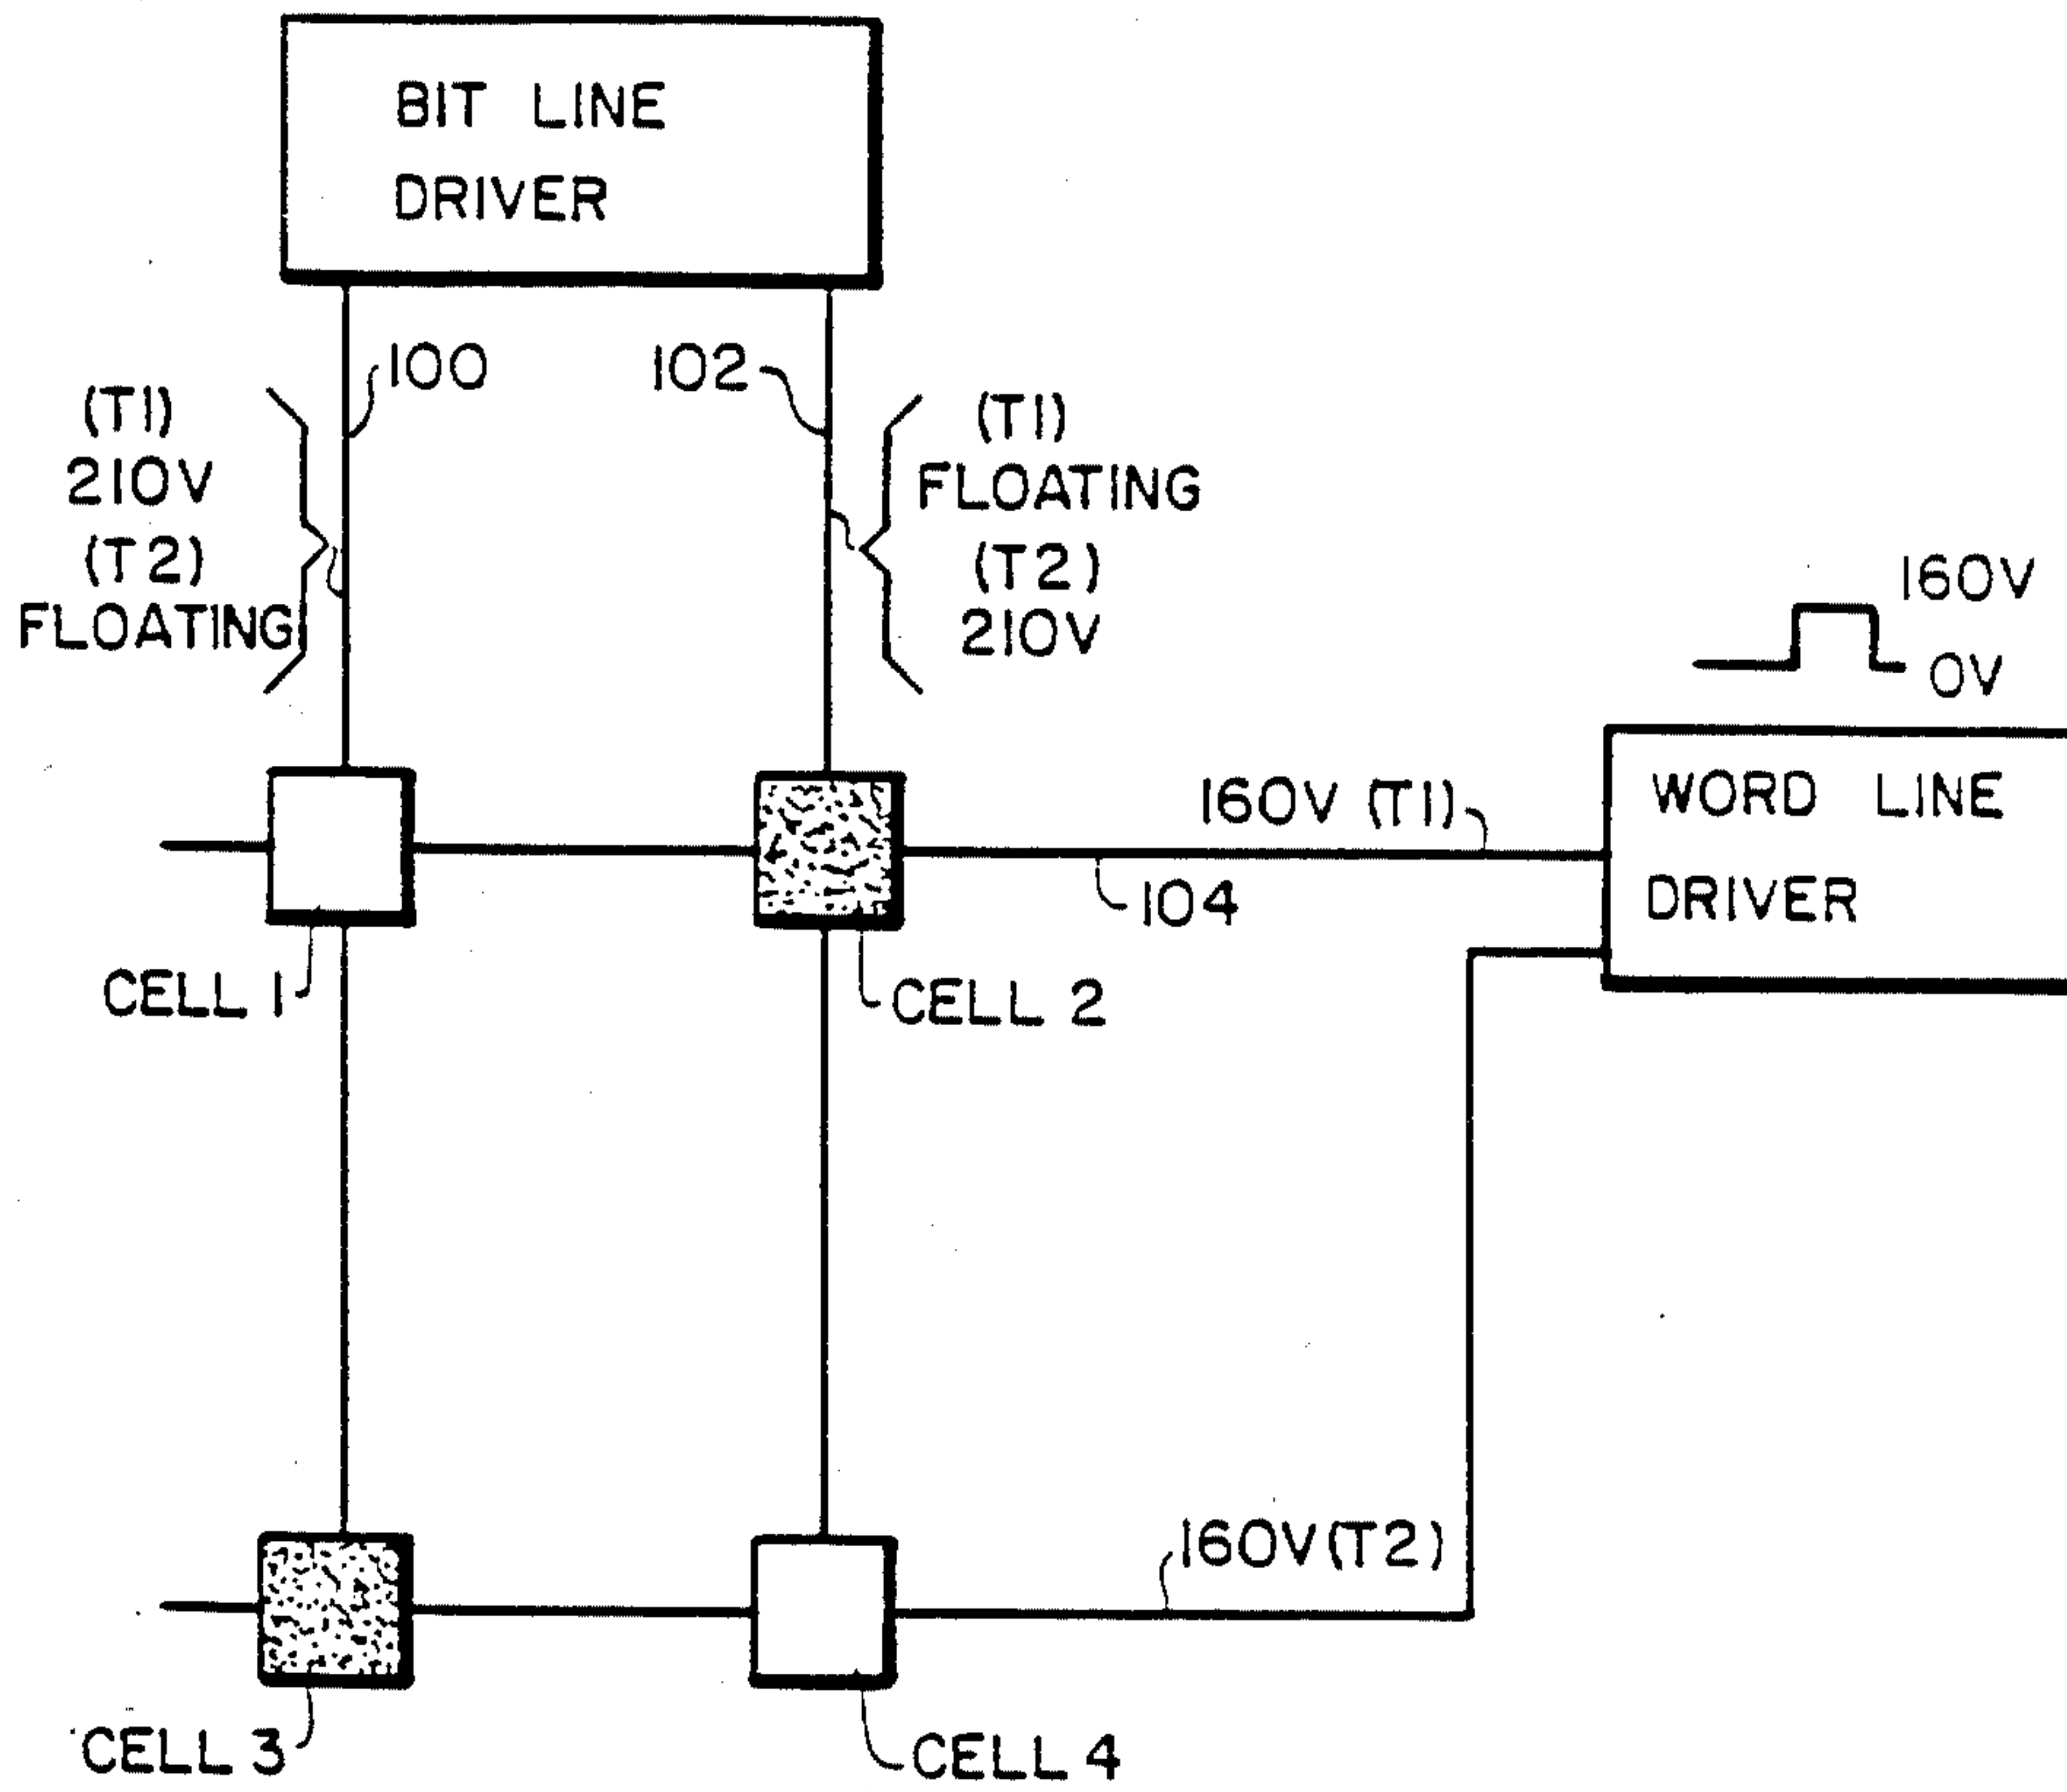 BIT LINE
DRIVER
100
102
(T1)
210V
(T2)
FLOATING
(T1)
FLOATING
(T2)
210V
160V
0V
WORD LINE
DRIVER
160V (T1)
104
CELL 1
CELL 2
160V (T2)
CELL 3
CELL 4